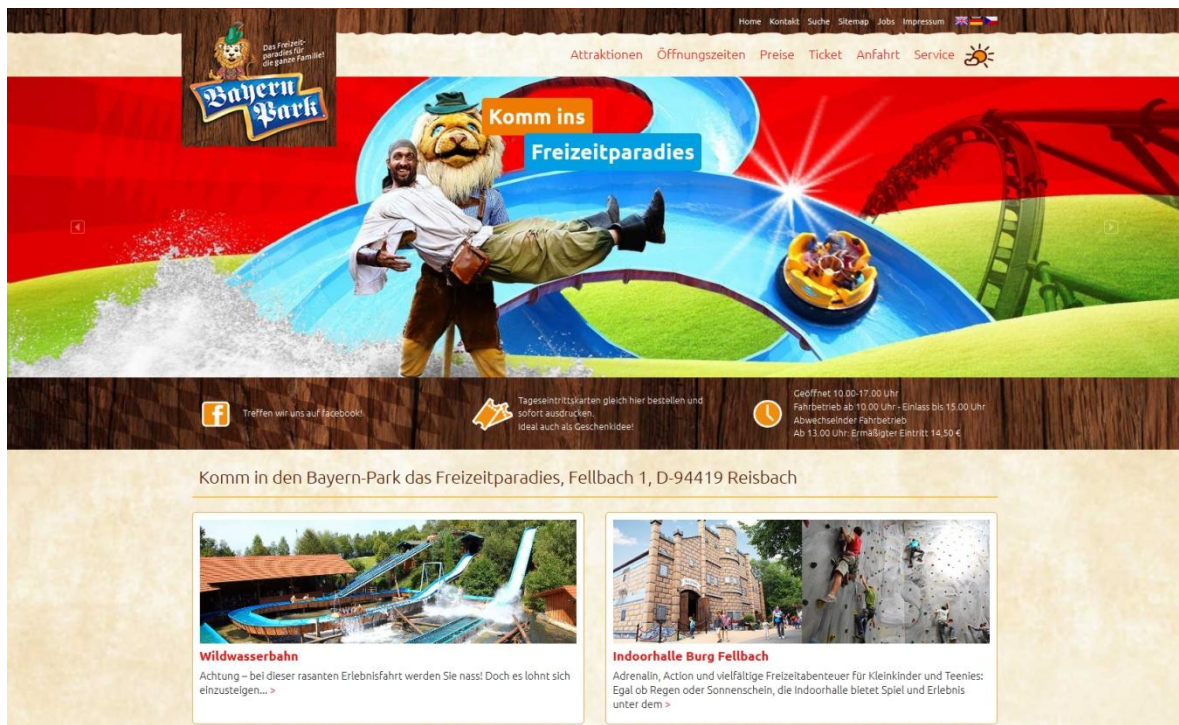 Home Kontakt Suche Sitemap Jobs Impressum
Das Freizeit-
paradies für
die ganze Familie!
Bayern
Park
Attraktionen Öffnungszeiten Preise Ticket Anfahrt Service
Komm ins
Freizeitparadies
Treffen wir uns auf facebook!
Tageseintrittskarten gleich hier bestellen und
sofort ausdrucken.
Ideal auch als Geschenkidee!
Geöffnet 10.00-17.00 Uhr
Fahrbetrieb ab 10.00 Uhr - Einlass bis 15.00 Uhr
Abwechselnder Fahrbetrieb
Ab 13.00 Uhr: Ermäßigter Eintritt 14,50 €
Komm in den Bayern-Park das Freizeitparadies, Fellbach 1, D-94419 Reisbach
Wildwasserbahn
Achtung – bei dieser rasanten Erlebnisfahrt werden Sie nass! Doch es lohnt sich
einzusteigen... >
Indoorhalle Burg Fellbach
Adrenalin, Action und vielfältige Freizeitabenteuer für Kleinkinder und Teenies:
Egal ob Regen oder Sonnenschein, die Indoorhalle bietet Spiel und Erlebnis
unter dem >